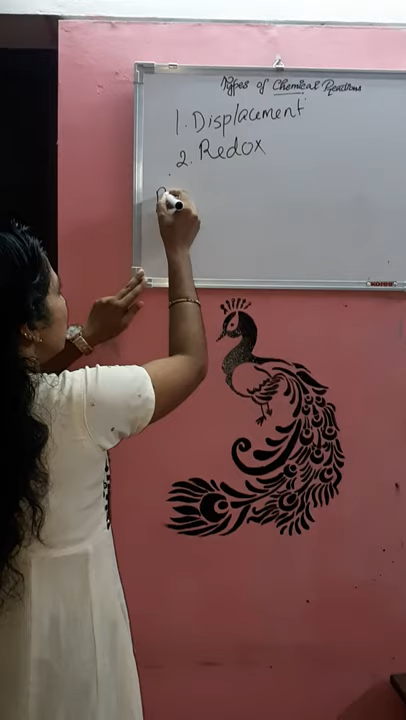 Types of Chemical Reactions
1. Displacement
2. Redox